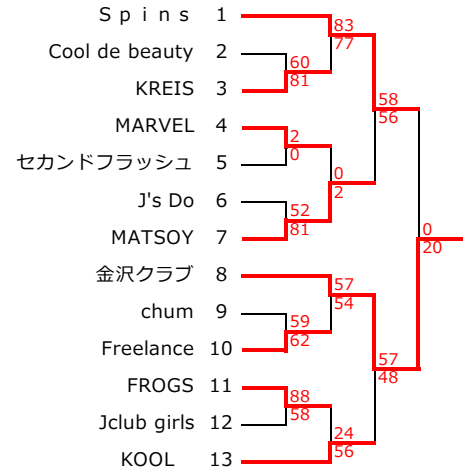 Ｓｐｉｎｓ 1
Cool de beauty 2
KREIS 3
MARVEL 4
セカンドフラッシュ 5
J's Do 6
MATSOY 7
金沢クラブ 8
chum 9
Freelance 10
FROGS 11
Jclub girls 12
KOOL 13
60
81
2
0
52
81
59
62
88
58
83
77
0
2
57
54
24
56
58
56
57
48
0
20